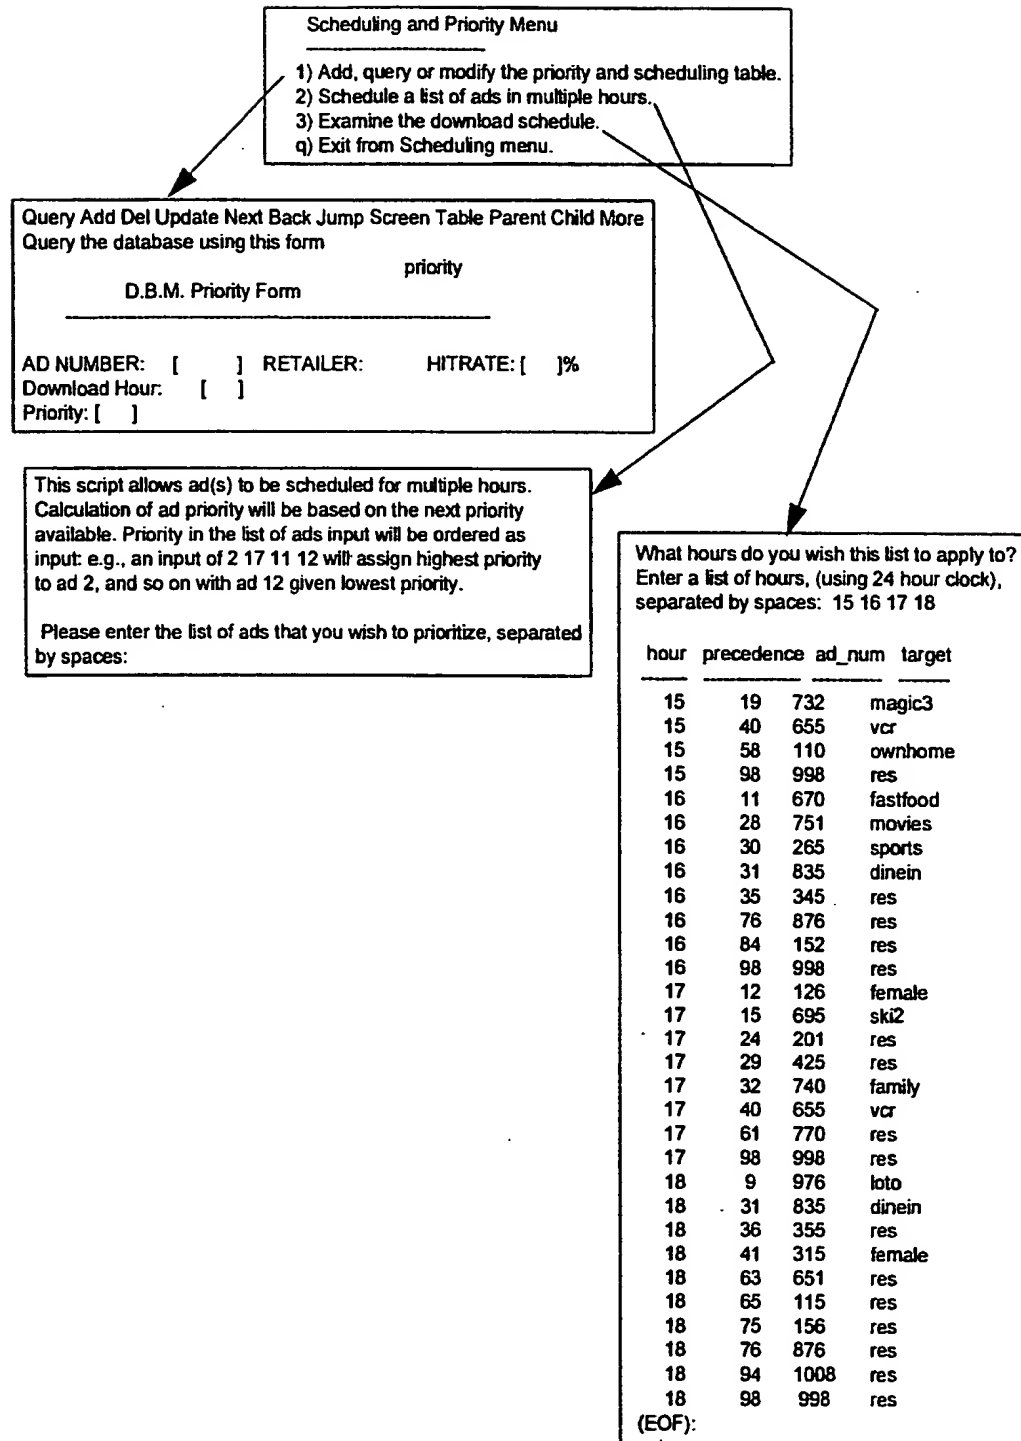 Scheduling and Priority Menu
1) Add, query or modify the priority and scheduling table.
2) Schedule a list of ads in multiple hours.
3) Examine the download schedule.
q) Exit from Scheduling menu.
Query Add Del Update Next Back Jump Screen Table Parent Child More
Query the database using this form
priority
D.B.M. Priority Form
AD NUMBER: [ ] RETAILER: HITRATE: [ ]%
Download Hour: [ ]
Priority: [ ]
This script allows ad(s) to be scheduled for multiple hours.
Calculation of ad priority will be based on the next priority
available. Priority in the list of ads input will be ordered as
input: e.g., an input of 2 17 11 12 will assign highest priority
to ad 2, and so on with ad 12 given lowest priority.
Please enter the list of ads that you wish to prioritize, separated
by spaces:
What hours do you wish this list to apply to?
Enter a list of hours, (using 24 hour clock),
separated by spaces: 15 16 17 18
hour precedence ad_num target
15 19 732 magic3
15 40 655 vcr
15 58 110 ownhome
15 98 998 res
16 11 670 fastfood
16 28 751 movies
16 30 265 sports
16 31 835 dinein
16 35 345 res
16 76 876 res
16 84 152 res
16 98 998 res
17 12 126 female
17 15 695 ski2
17 24 201 res
17 29 425 res
17 32 740 family
17 40 655 vcr
17 61 770 res
17 98 998 res
18 9 976 loto
18 31 835 dinein
18 36 355 res
18 41 315 female
18 63 651 res
18 65 115 res
18 75 156 res
18 76 876 res
18 94 1008 res
18 98 998 res
(EOF):